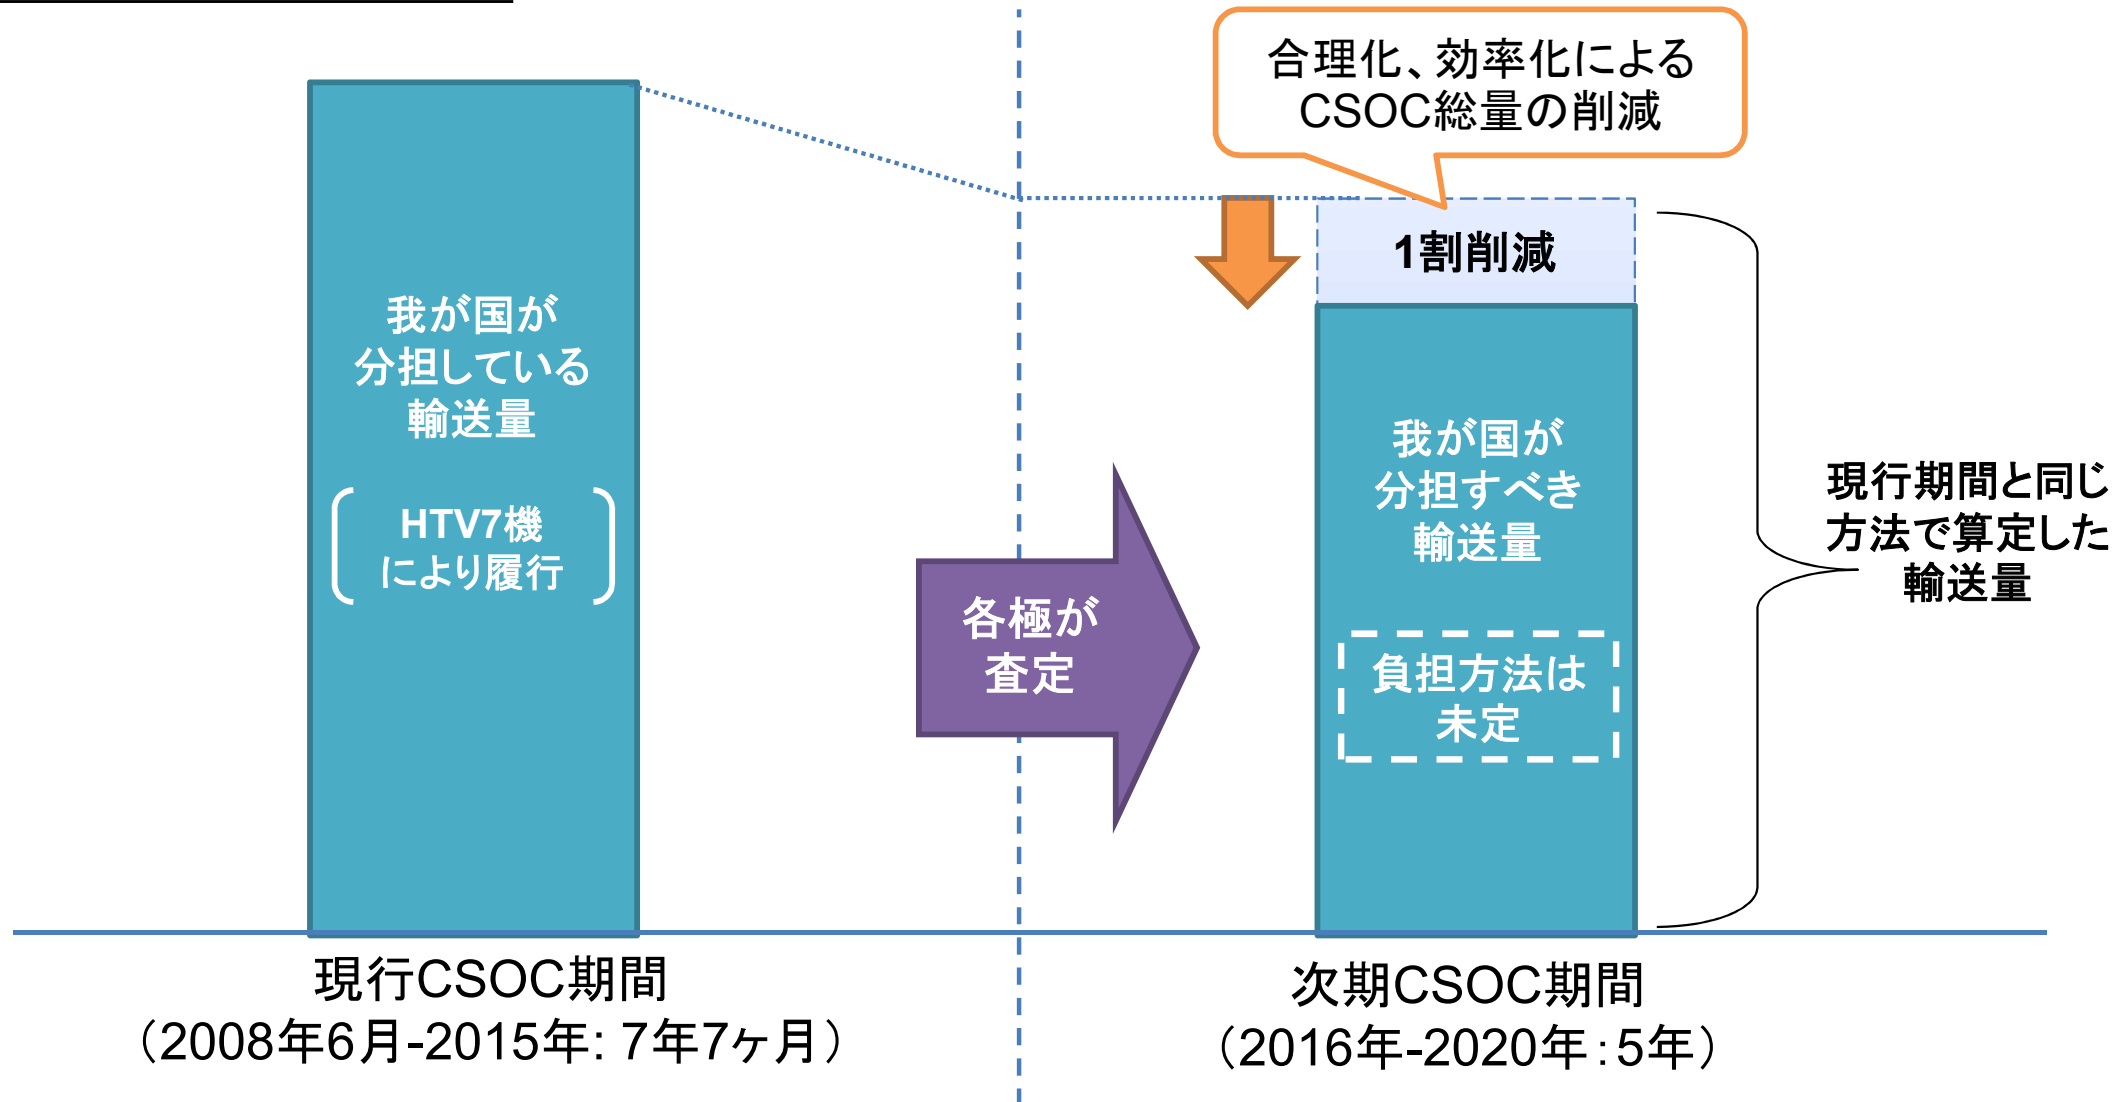 合理化、効率化による
CSOC総量の削減
1割削減
我が国が
分担している
輸送量
HTV7機
により履行
各極が
査定
我が国が
分担すべき
輸送量
負担方法は
未定
現行期間と同じ
方法で算定した
輸送量
現行CSOC期間
（2008年6月-2015年：7年7ヶ月）
次期CSOC期間
（2016年-2020年：5年）